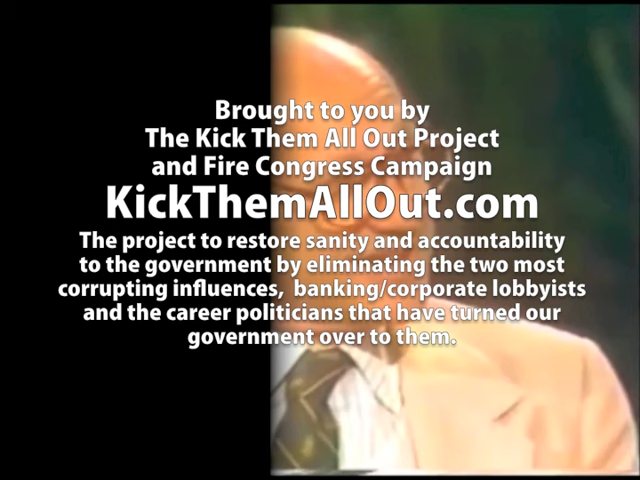 Brought to you by
The Kick Them All Out Project
and Fire Congress Campaign
KickThemAllOut.com
The project to restore sanity and accountability
to the government by eliminating the two most
corrupting influences, banking/corporate lobbyists
and the career politicians that have turned our
government over to them.